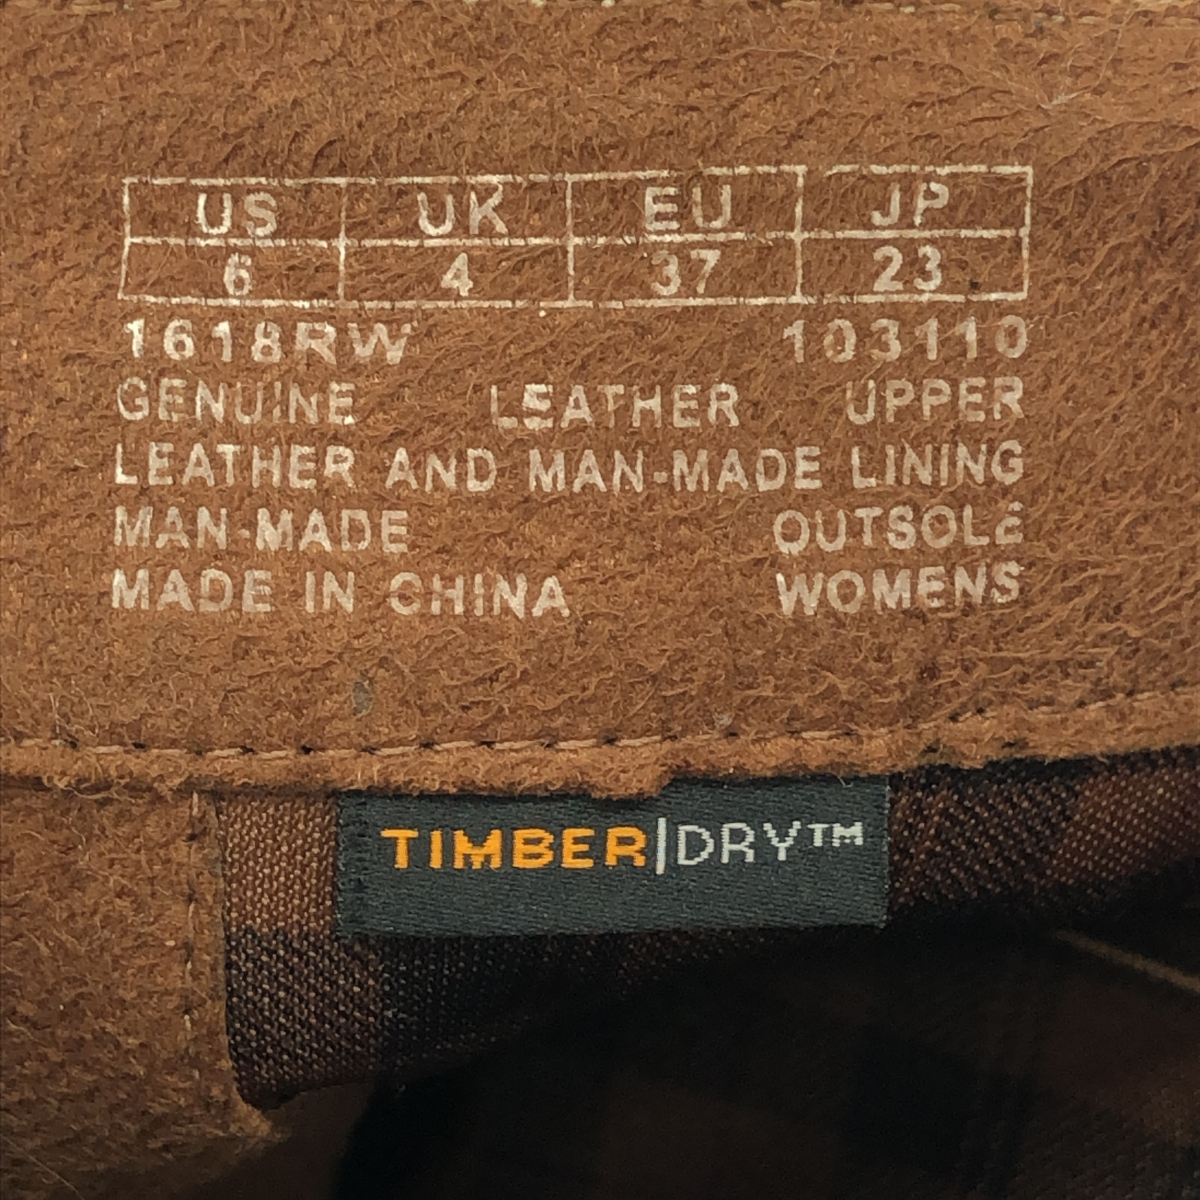 US UK EU JP
6 4 37 23
1618RW 103110
GENUINE LEATHER UPPER
LEATHER AND MAN-MADE LINING
MAN-MADE OUTSOLE
MADE IN CHINA WOMENS
TIMBER|DRY™